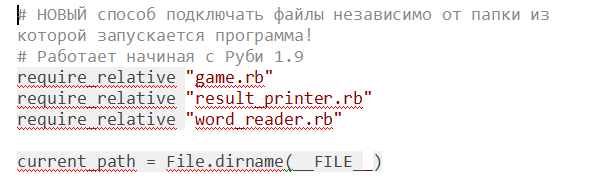 # НОВЫЙ способ подключать файлы независимо от папки из
которой запускается программа!
# Работает начиная с Руби 1.9
require_relative "game.rb"
require_relative "result_printer.rb"
require_relative "word_reader.rb"
current_path = File.dirname(__FILE__)